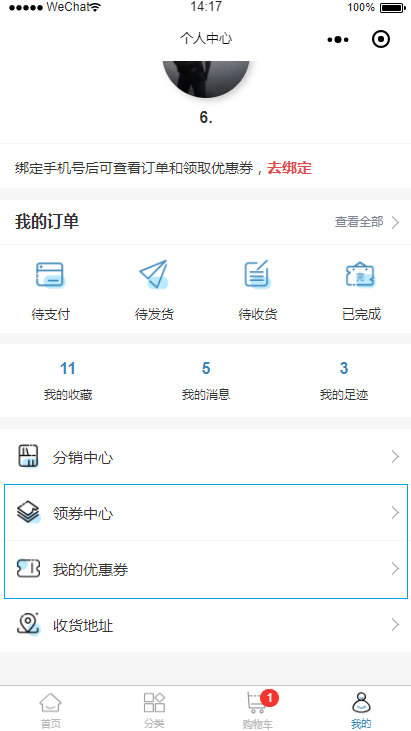 ●●●●● WeChat 14:17 100%
个人中心
6.
绑定手机号后可查看订单和领取优惠券，去绑定
我的订单 查看全部
待支付 待发货 待收货 已完成
11 5 3
我的收藏 我的消息 我的足迹
分销中心
领券中心
我的优惠券
收货地址
1
首页 分类 购物车 我的